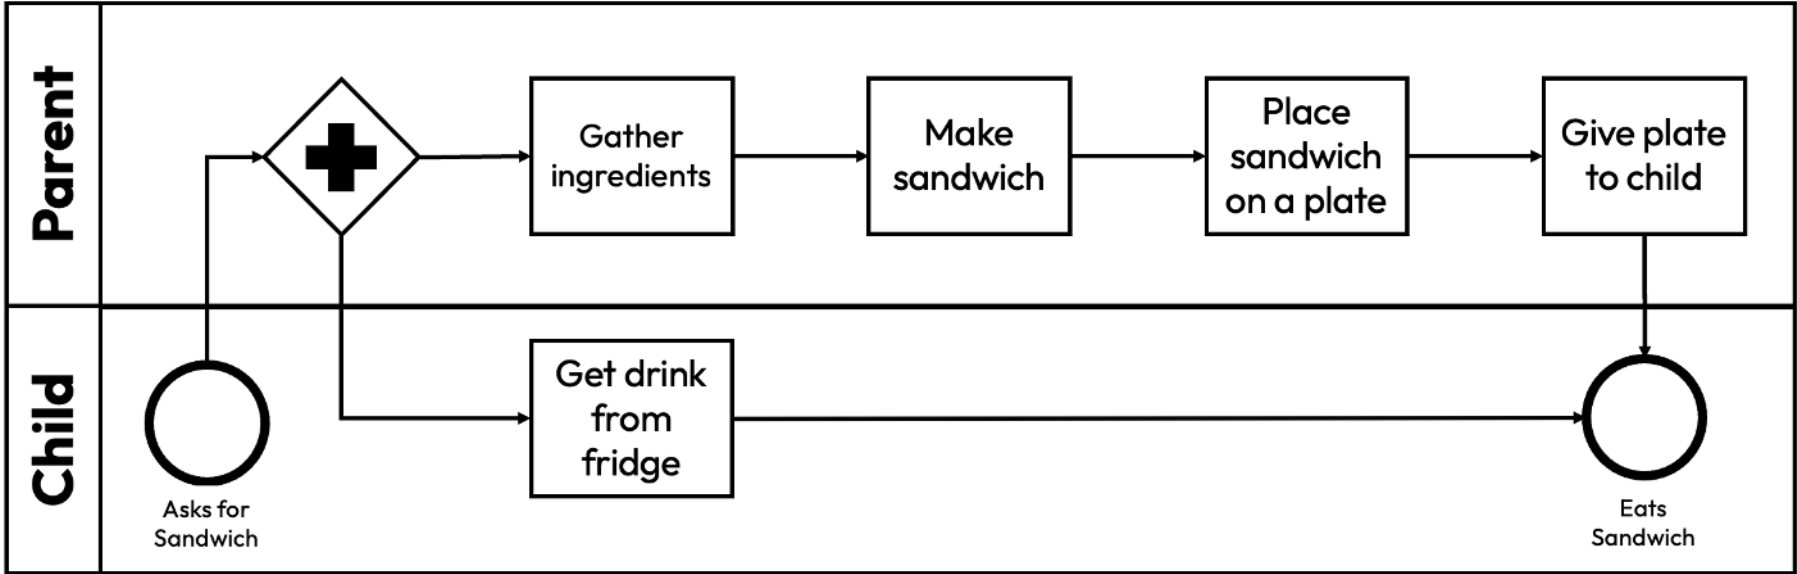 Parent
Gather
ingredients
Make
sandwich
Place
sandwich
on a plate
Give plate
to child
Child
Asks for
Sandwich
Get drink
from
fridge
Eats
Sandwich